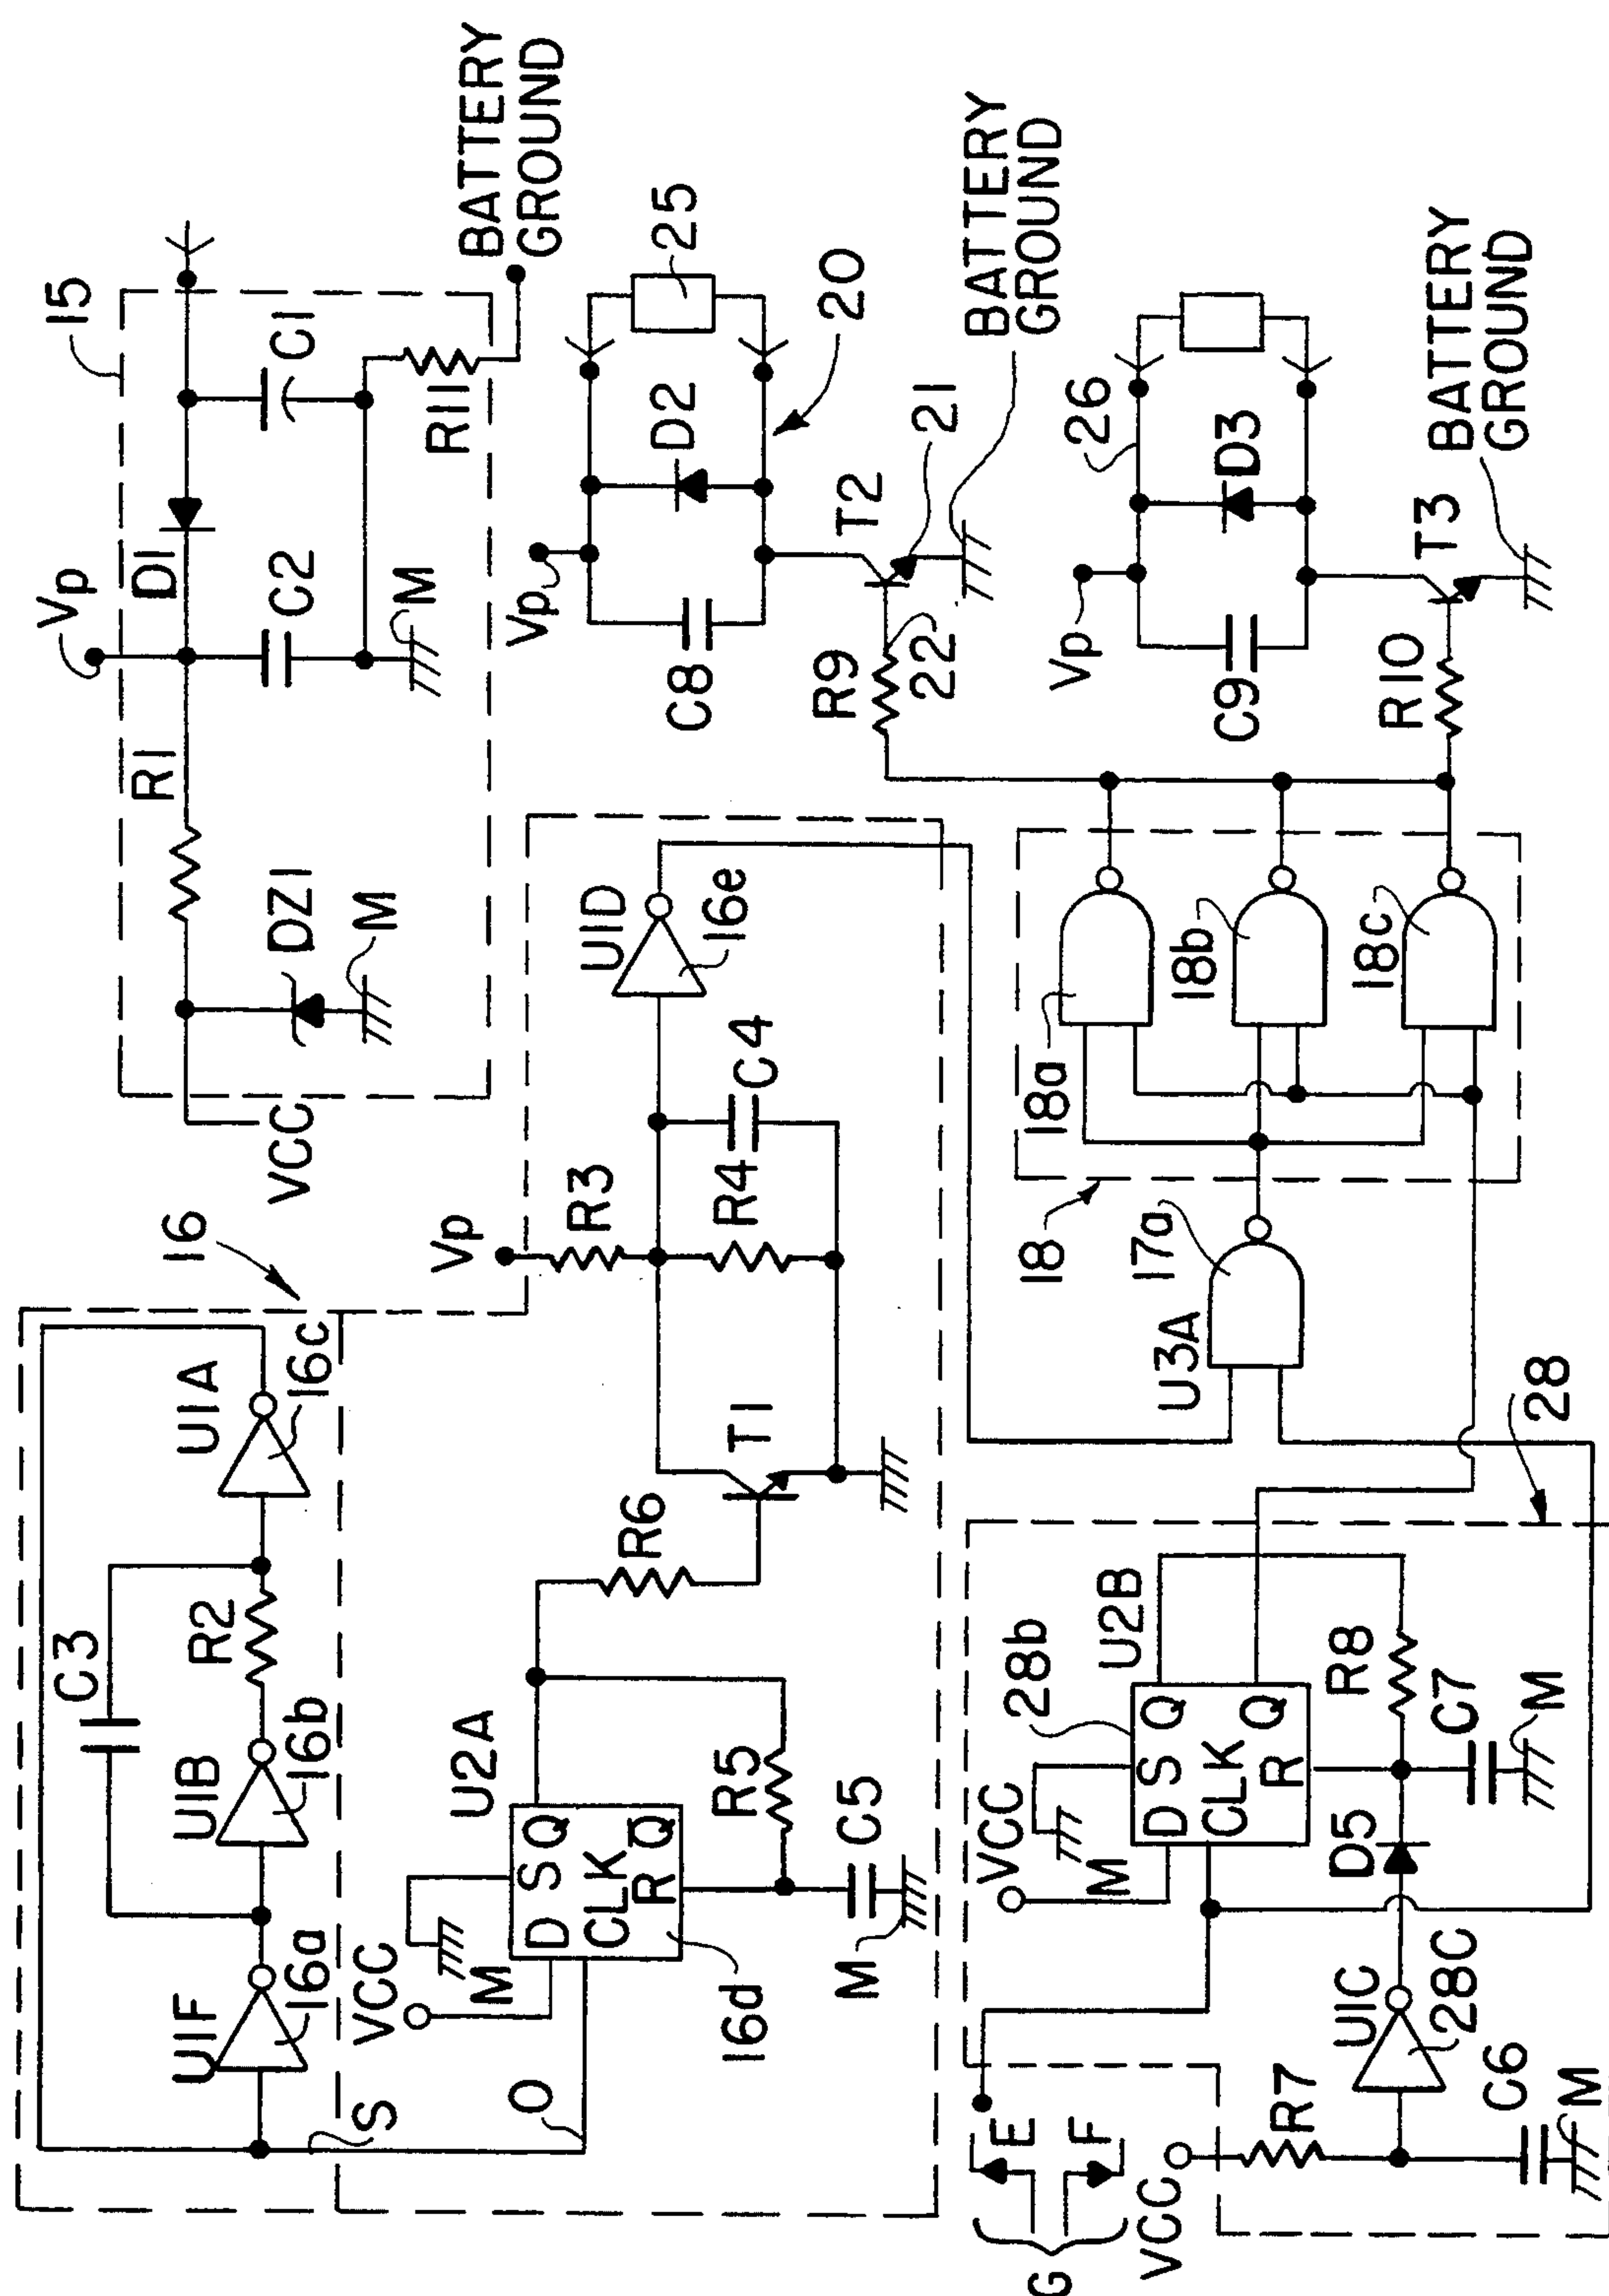 15
Vp
D1
R1
C1
C2
R11
M
DZ1
M
VCC
BATTERY
GROUND
16
C3
U1F
16a
U1B
16b
R2
U1A
16c
S
O
VCC
M
U2A
D S Q
CLK
R Q̅
16d
R5
C5
M
R6
T1
Vp
R3
R4
C4
U1D
16e
Vp
C8
D2
25
20
R9
22
T2
21
BATTERY
GROUND
Vp
C9
26
D3
R10
T3
BATTERY
GROUND
18
18a
18b
18c
U3A
17a
28
G
E
F
VCC
R7
C6
M
U1C
28C
D5
VCC
M
28b
U2B
D S Q
CLK
R Q
R8
C7
M